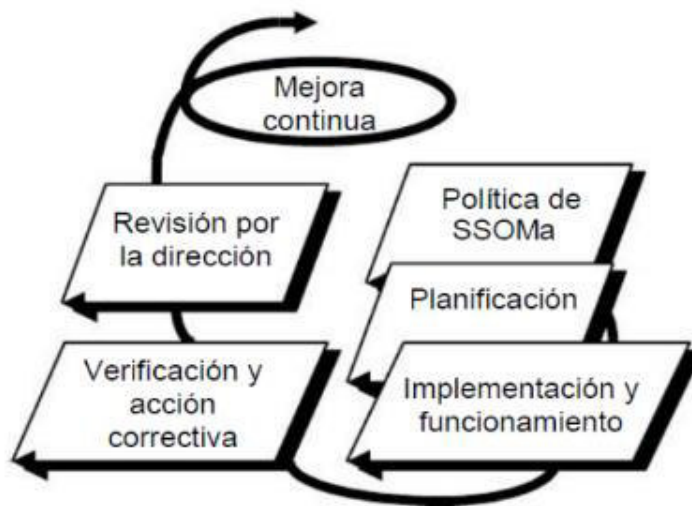 Mejora
continua
Política de
SSOMa
Revisión por
la dirección
Planificación
Verificación y
acción
correctiva
Implementación y
funcionamiento